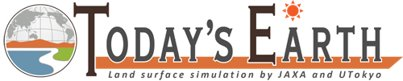 TODAY'S EARTH
Land surface simulation by JAXA and UTokyo